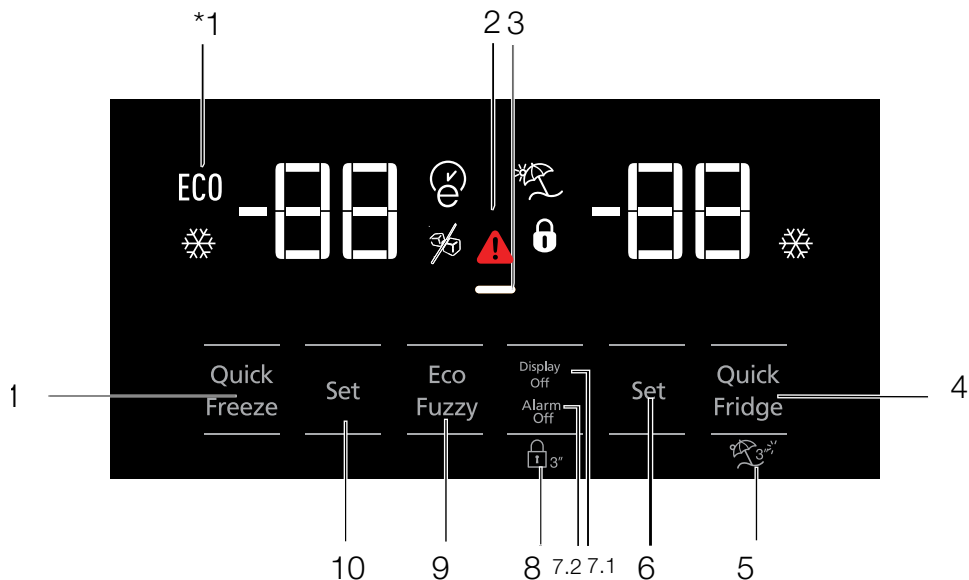 *1
2
3
ECO
-88
e
-88
Quick
Freeze
Set
Eco
Fuzzy
Display
Off
Alarm
Off
Set
Quick
Fridge
1
4
3"
3"
10
9
8
7.2
7.1
6
5